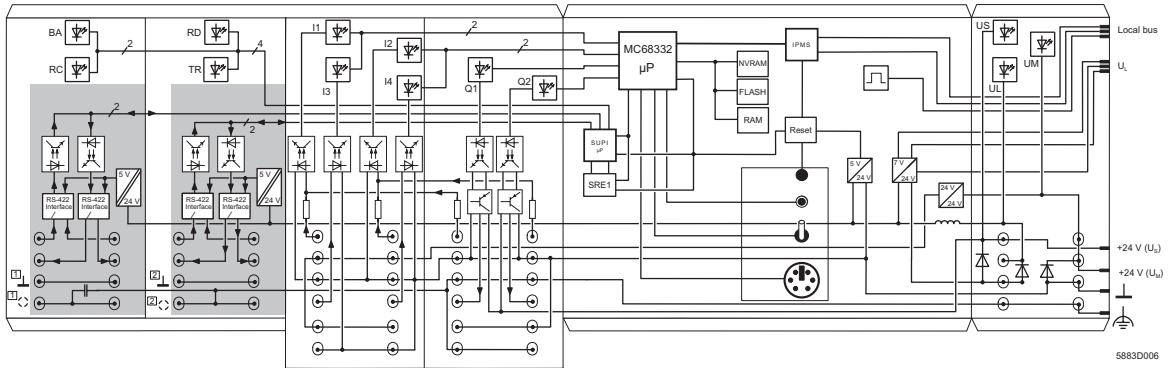 BA
RD
I1
I2
2
4
2
2
RC
TR
I3
I4
Q1
Q2
MC68332
µP
NVRAM
FLASH
RAM
IPMS
Reset
US
UM
UL
Local bus
U_L
2
2
SUPI
µP
SRE1
5 V
24 V
5 V
24 V
5 V
24 V
7 V
24 V
24 V
24 V
RS-422
Interface
RS-422
Interface
RS-422
Interface
RS-422
Interface
+24 V (U_S)
+24 V (U_M)
1
1
2
2
5883D006